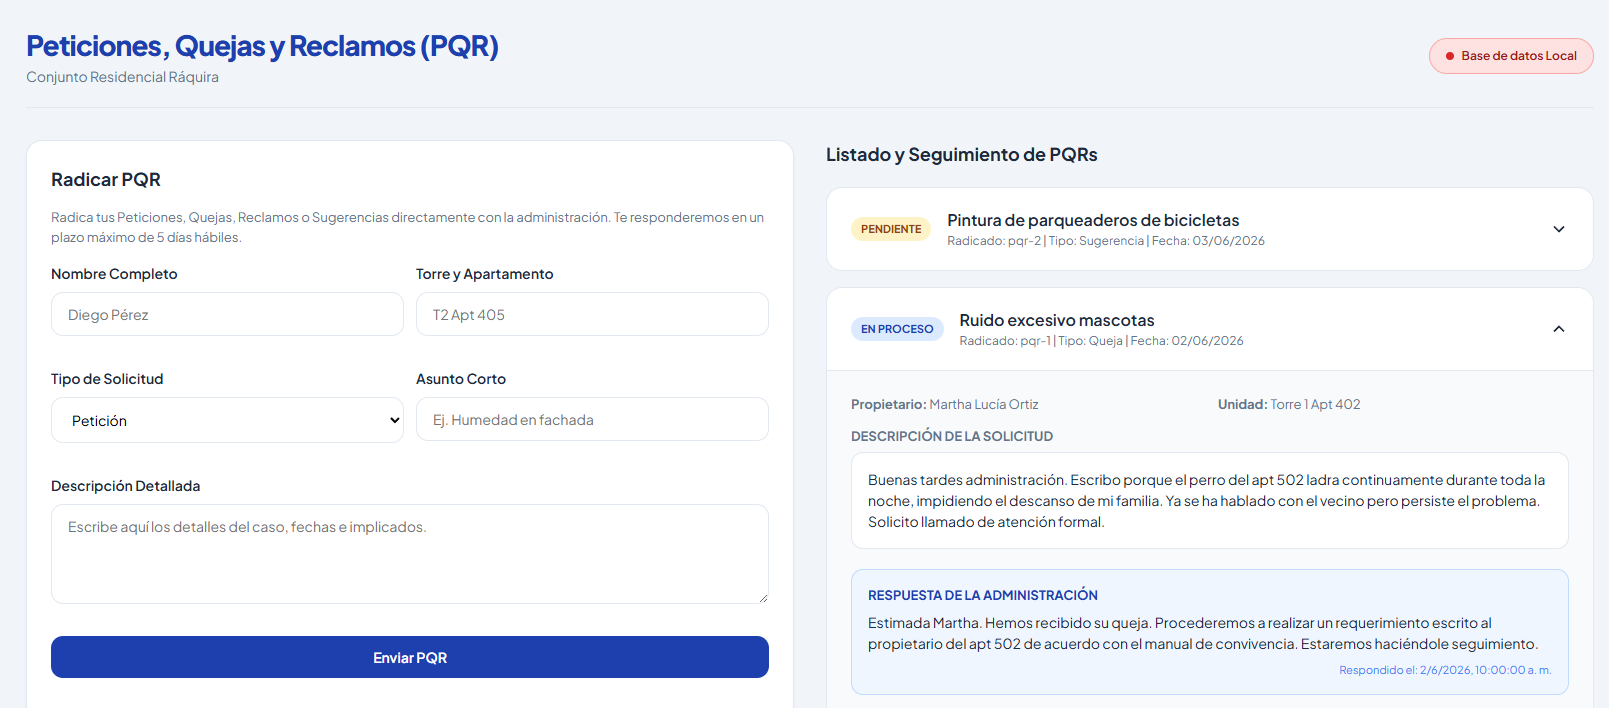 Peticiones, Quejas y Reclamos (PQR)
Conjunto Residencial Ráquira
Base de datos Local
Radicar PQR
Radica tus Peticiones, Quejas, Reclamos o Sugerencias directamente con la administración. Te responderemos en un
plazo máximo de 5 días hábiles.
Nombre Completo
Torre y Apartamento
Diego Pérez
T2 Apt 405
Tipo de Solicitud
Asunto Corto
Petición
Ej. Humedad en fachada
Descripción Detallada
Escribe aquí los detalles del caso, fechas e implicados.
Enviar PQR
Listado y Seguimiento de PQRs
PENDIENTE
Pintura de parqueaderos de bicicletas
Radicado: pqr-2 | Tipo: Sugerencia | Fecha: 03/06/2026
EN PROCESO
Ruido excesivo mascotas
Radicado: pqr-1 | Tipo: Queja | Fecha: 02/06/2026
Propietario: Martha Lucía Ortiz
Unidad: Torre 1 Apt 402
DESCRIPCIÓN DE LA SOLICITUD
Buenas tardes administración. Escribo porque el perro del apt 502 ladra continuamente durante toda la
noche, impidiendo el descanso de mi familia. Ya se ha hablado con el vecino pero persiste el problema.
Solicito llamado de atención formal.
RESPUESTA DE LA ADMINISTRACIÓN
Estimada Martha. Hemos recibido su queja. Procederemos a realizar un requerimiento escrito al
propietario del apt 502 de acuerdo con el manual de convivencia. Estaremos haciéndole seguimiento.
Respondido el: 2/6/2026, 10:00:00 a. m.